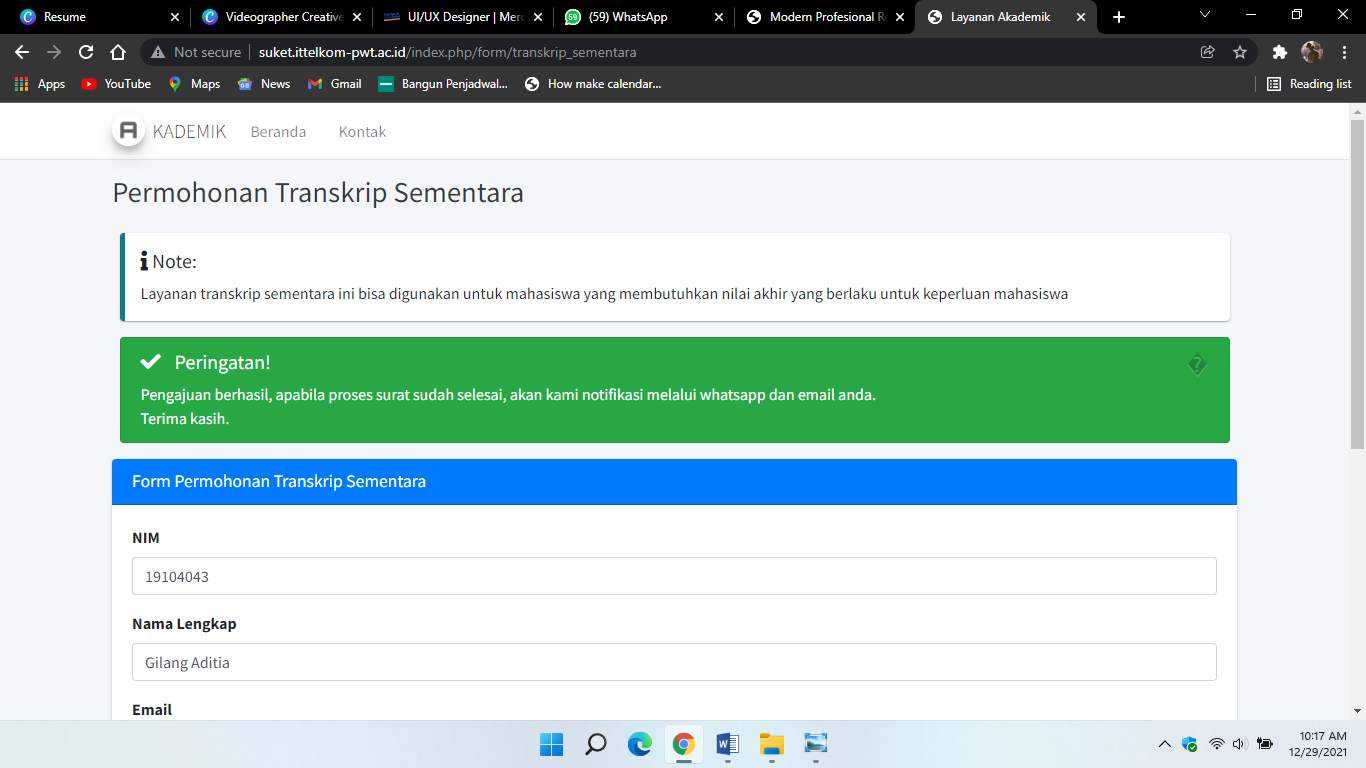 Resume
Videographer Creative
UI/UX Designer | Merc
(59) WhatsApp
Modern Profesional Re
Layanan Akademik
Not secure
suket.ittelkom-pwt.ac.id/index.php/form/transkrip_sementara
Apps
YouTube
Maps
News
Gmail
Bangun Penjadwal...
How make calendar...
Reading list
A KADEMIK
Beranda
Kontak
Permohonan Transkrip Sementara
Note:
Layanan transkrip sementara ini bisa digunakan untuk mahasiswa yang membutuhkan nilai akhir yang berlaku untuk keperluan mahasiswa
Peringatan!
Pengajuan berhasil, apabila proses surat sudah selesai, akan kami notifikasi melalui whatsapp dan email anda.
Terima kasih.
Form Permohonan Transkrip Sementara
NIM
19104043
Nama Lengkap
Gilang Aditia
Email
10:17 AM
12/29/2021